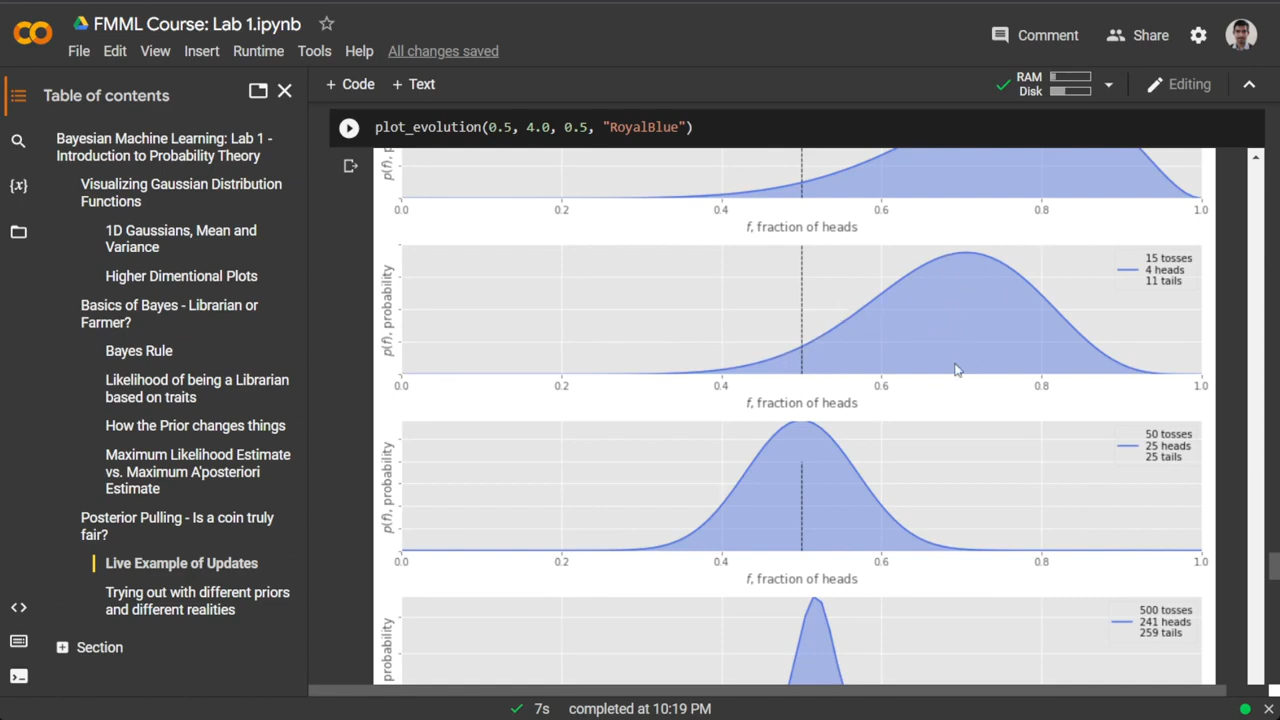 FMML Course: Lab 1.ipynb
File Edit View Insert Runtime Tools Help All changes saved
Comment Share
Table of contents
+ Code + Text
RAM
Disk
Editing
Bayesian Machine Learning: Lab 1 -
Introduction to Probability Theory
Visualizing Gaussian Distribution
Functions
1D Gaussians, Mean and
Variance
Higher Dimentional Plots
Basics of Bayes - Librarian or
Farmer?
Bayes Rule
Likelihood of being a Librarian
based on traits
How the Prior changes things
Maximum Likelihood Estimate
vs. Maximum A'posteriori
Estimate
Posterior Pulling - Is a coin truly
fair?
Live Example of Updates
Trying out with different priors
and different realities
Section
plot_evolution(0.5, 4.0, 0.5, "RoyalBlue")
p(f), p
0.0 0.2 0.4 0.6 0.8 1.0
f, fraction of heads
p(f), probability
15 tosses
4 heads
11 tails
0.0 0.2 0.4 0.6 0.8 1.0
f, fraction of heads
p(f), probability
50 tosses
25 heads
25 tails
0.0 0.2 0.4 0.6 0.8 1.0
f, fraction of heads
probability
500 tosses
241 heads
259 tails
7s completed at 10:19 PM